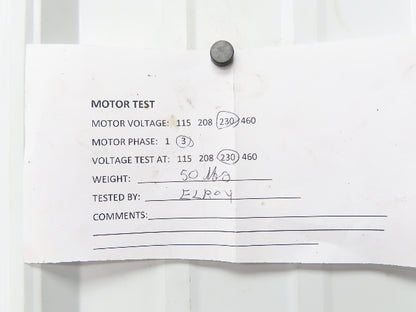 MOTOR TEST
MOTOR VOLTAGE: 115 208 230 460
MOTOR PHASE: 1 3
VOLTAGE TEST AT: 115 208 230 460
WEIGHT: 50 lbs
TESTED BY: ELROY
COMMENTS: